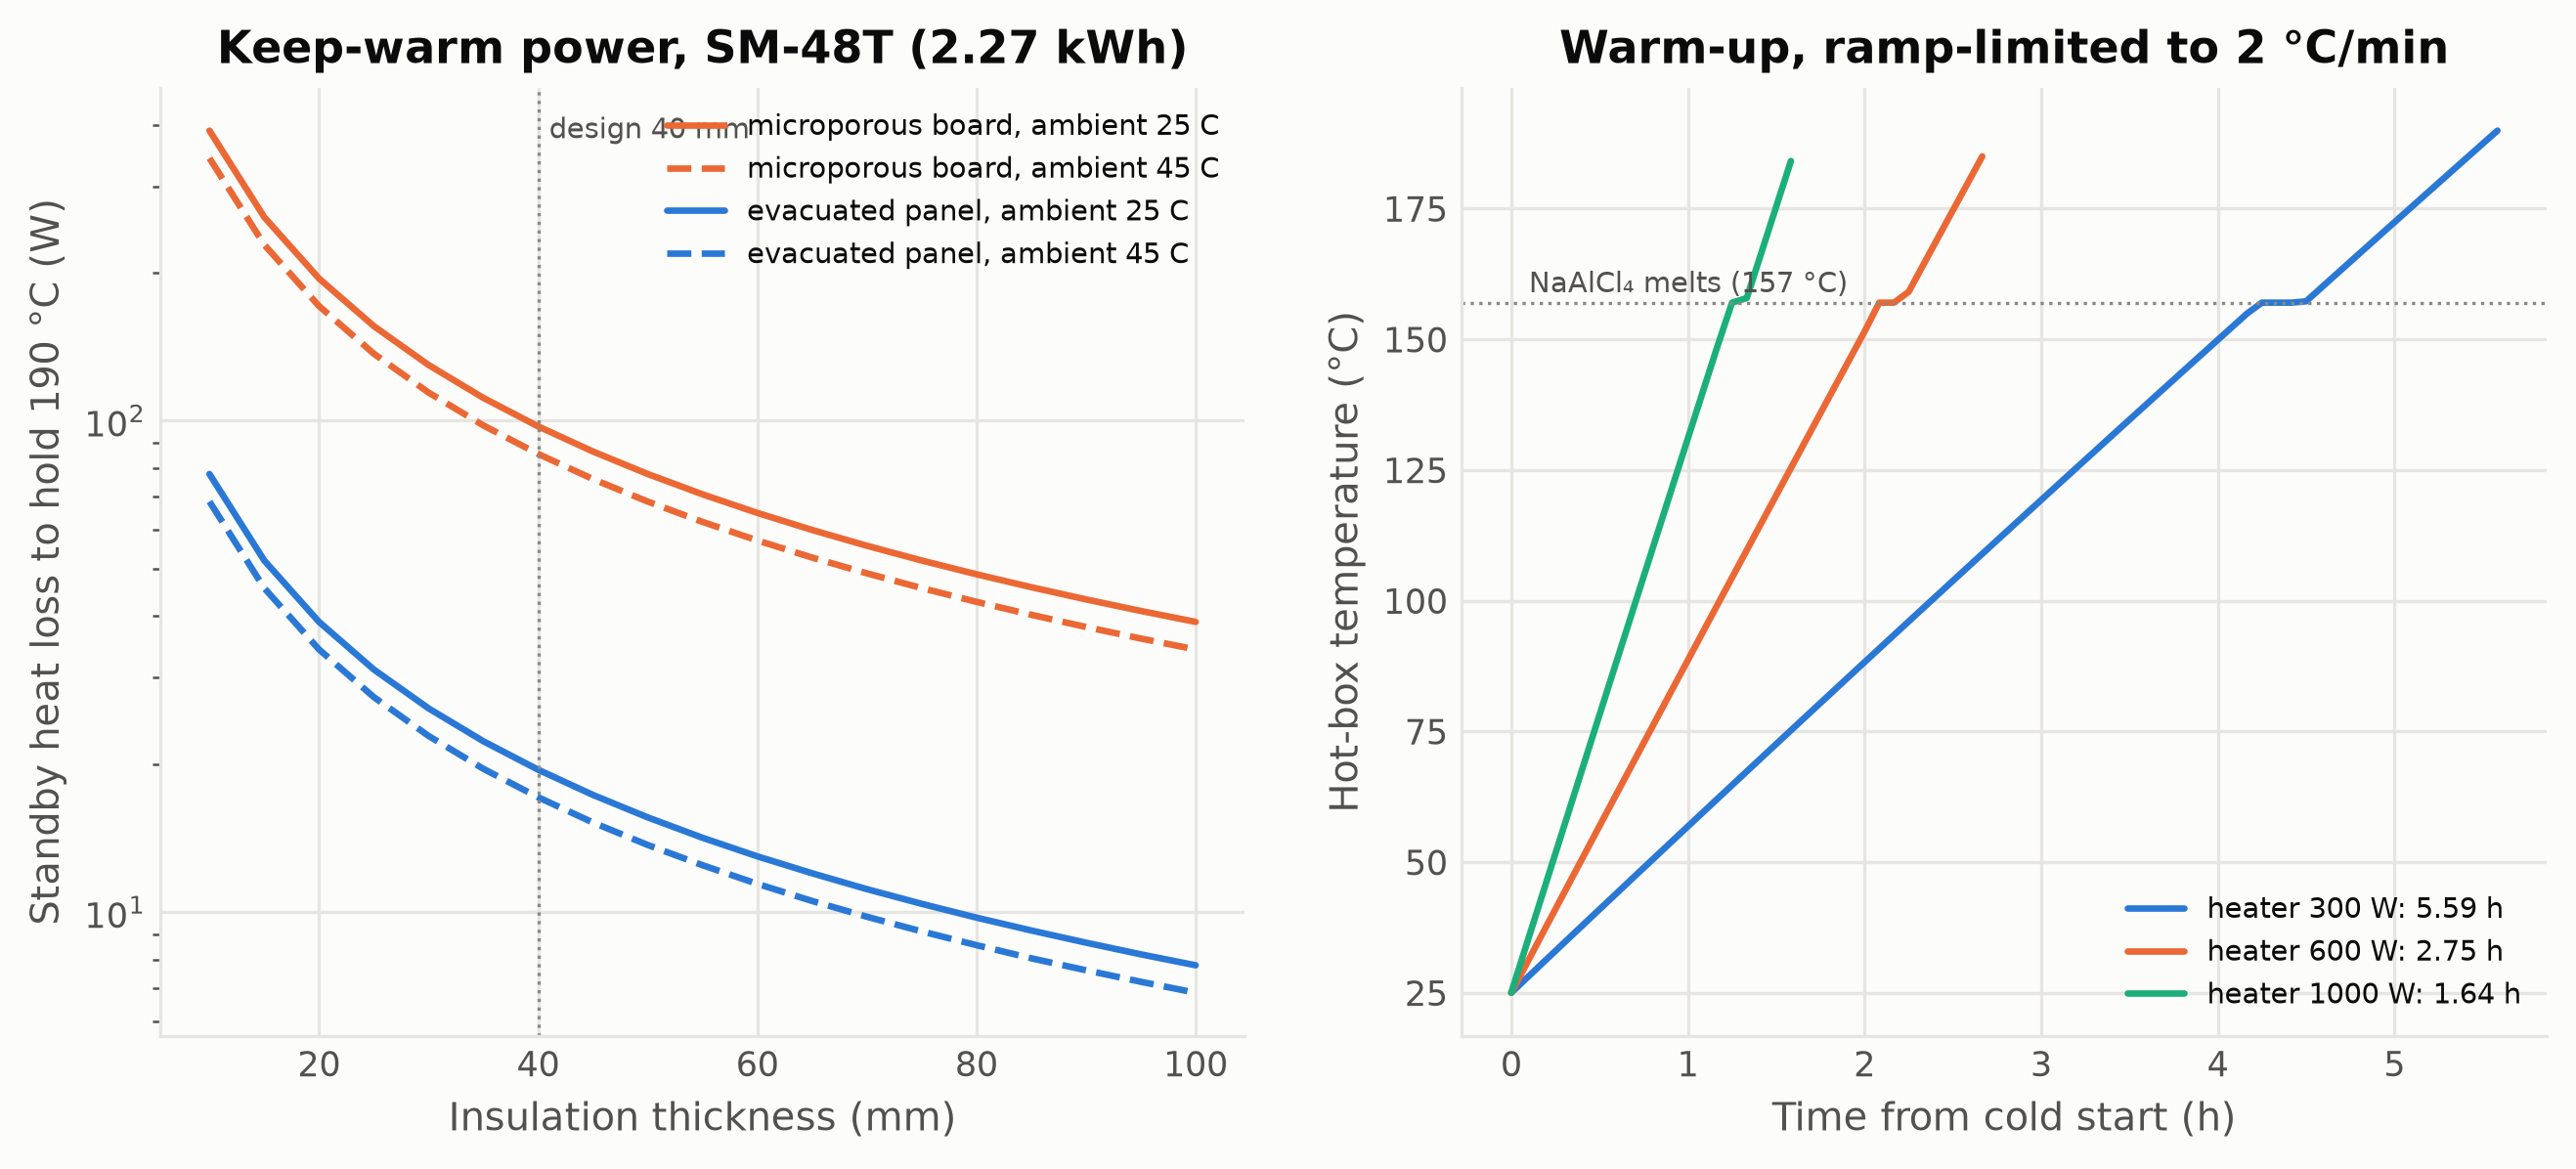 Keep-warm power, SM-48T (2.27 kWh)
Standby heat loss to hold 190 °C (W)
10²
10¹
design 40 mm
microporous board, ambient 25 C
microporous board, ambient 45 C
evacuated panel, ambient 25 C
evacuated panel, ambient 45 C
20 40 60 80 100
Insulation thickness (mm)
Warm-up, ramp-limited to 2 °C/min
Hot-box temperature (°C)
175
150
125
100
75
50
25
NaAlCl₄ melts (157 °C)
heater 300 W: 5.59 h
heater 600 W: 2.75 h
heater 1000 W: 1.64 h
0 1 2 3 4 5
Time from cold start (h)